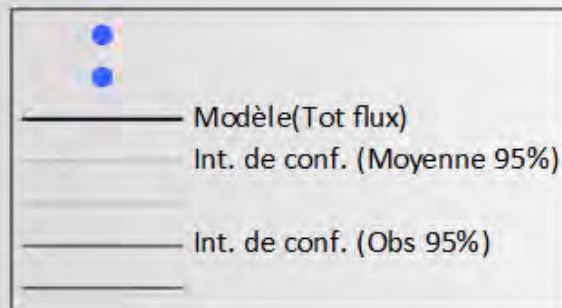 Modèle(Tot flux)
Int. de conf. (Moyenne 95%)
Int. de conf. (Obs 95%)